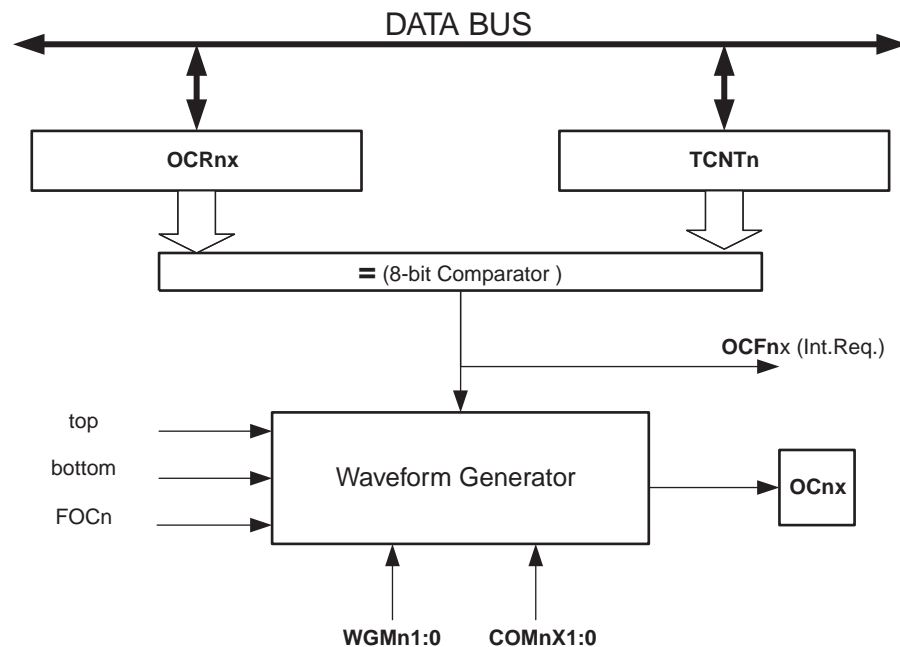 DATA BUS
OCRnx
TCNTn
= (8-bit Comparator )
OCFnx (Int.Req.)
top
bottom
FOCn
Waveform Generator
OCnx
WGMn1:0
COMnX1:0